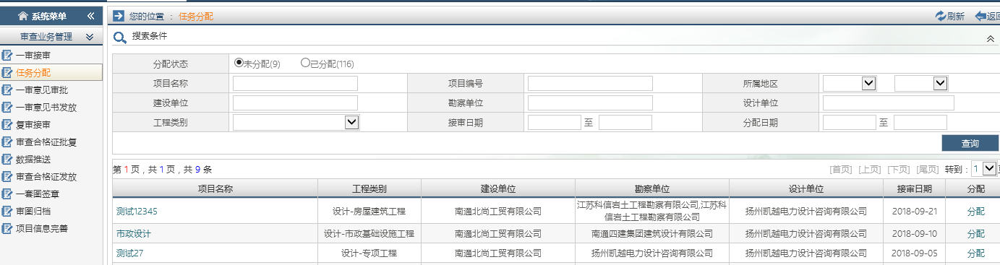 系统菜单
审查业务管理
一审接审
任务分配
一审意见审批
一审意见书发放
复审接审
审查合格证批复
数据推送
审查合格证发放
一套图签章
审图归档
项目信息完善
您的位置 ： 任务分配
刷新 返回
搜索条件
分配状态 未分配(9) 已分配(116)
项目名称 项目编号 所属地区
建设单位 勘察单位 设计单位
工程类别 接审日期 至 分配日期 至
查询
第 1 页，共 1 页，共 9 条 [首页] [上页] [下页] [尾页] 转到：1
项目名称 工程类别 建设单位 勘察单位 设计单位 接审日期 分配
测试12345 设计-房屋建筑工程 南通北尚工贸有限公司 江苏科信岩土工程勘察有限公司,江苏科信岩土工程勘察有限公司 扬州凯越电力设计咨询有限公司 2018-09-21 分配
市政设计 设计-市政基础设施工程 南通北尚工贸有限公司 南通四建集团建筑设计有限公司 扬州凯越电力设计咨询有限公司 2018-09-10 分配
测试27 设计-专项工程 南通北尚工贸有限公司 扬州凯越电力设计咨询有限公司 扬州凯越电力设计咨询有限公司 2018-09-05 分配